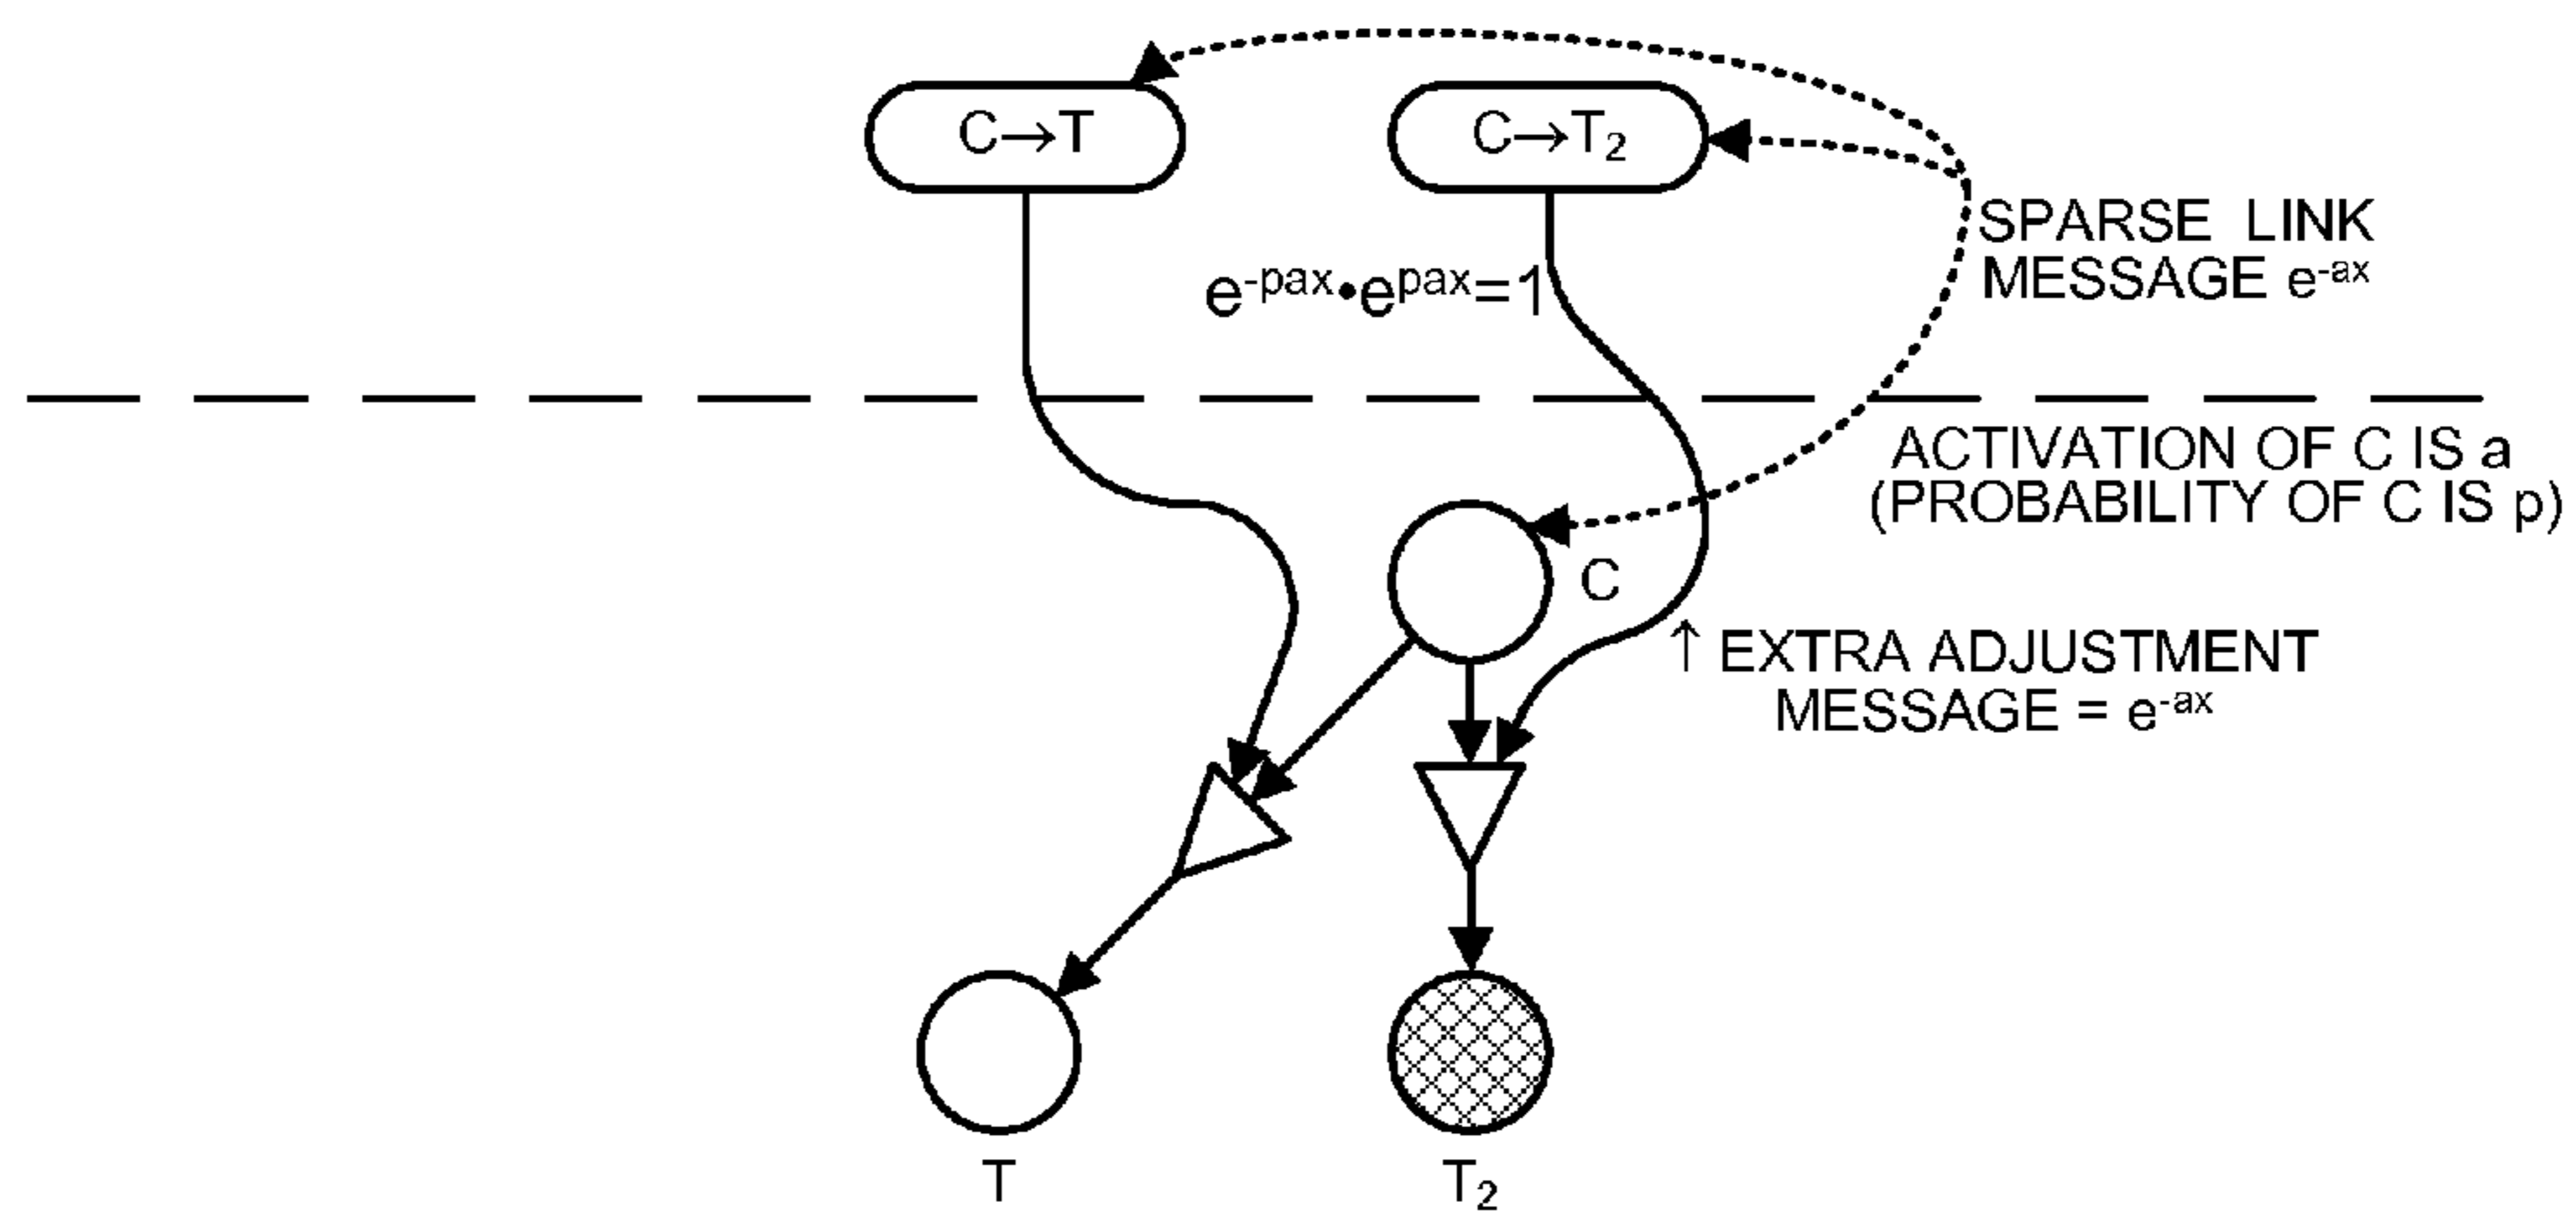 C→T
C→T₂
SPARSE LINK
MESSAGE e⁻ᵃˣ
e⁻ᵖᵃˣ•eᵖᵃˣ=1
ACTIVATION OF C IS a
(PROBABILITY OF C IS p)
C
↑ EXTRA ADJUSTMENT
MESSAGE = e⁻ᵃˣ
T
T₂